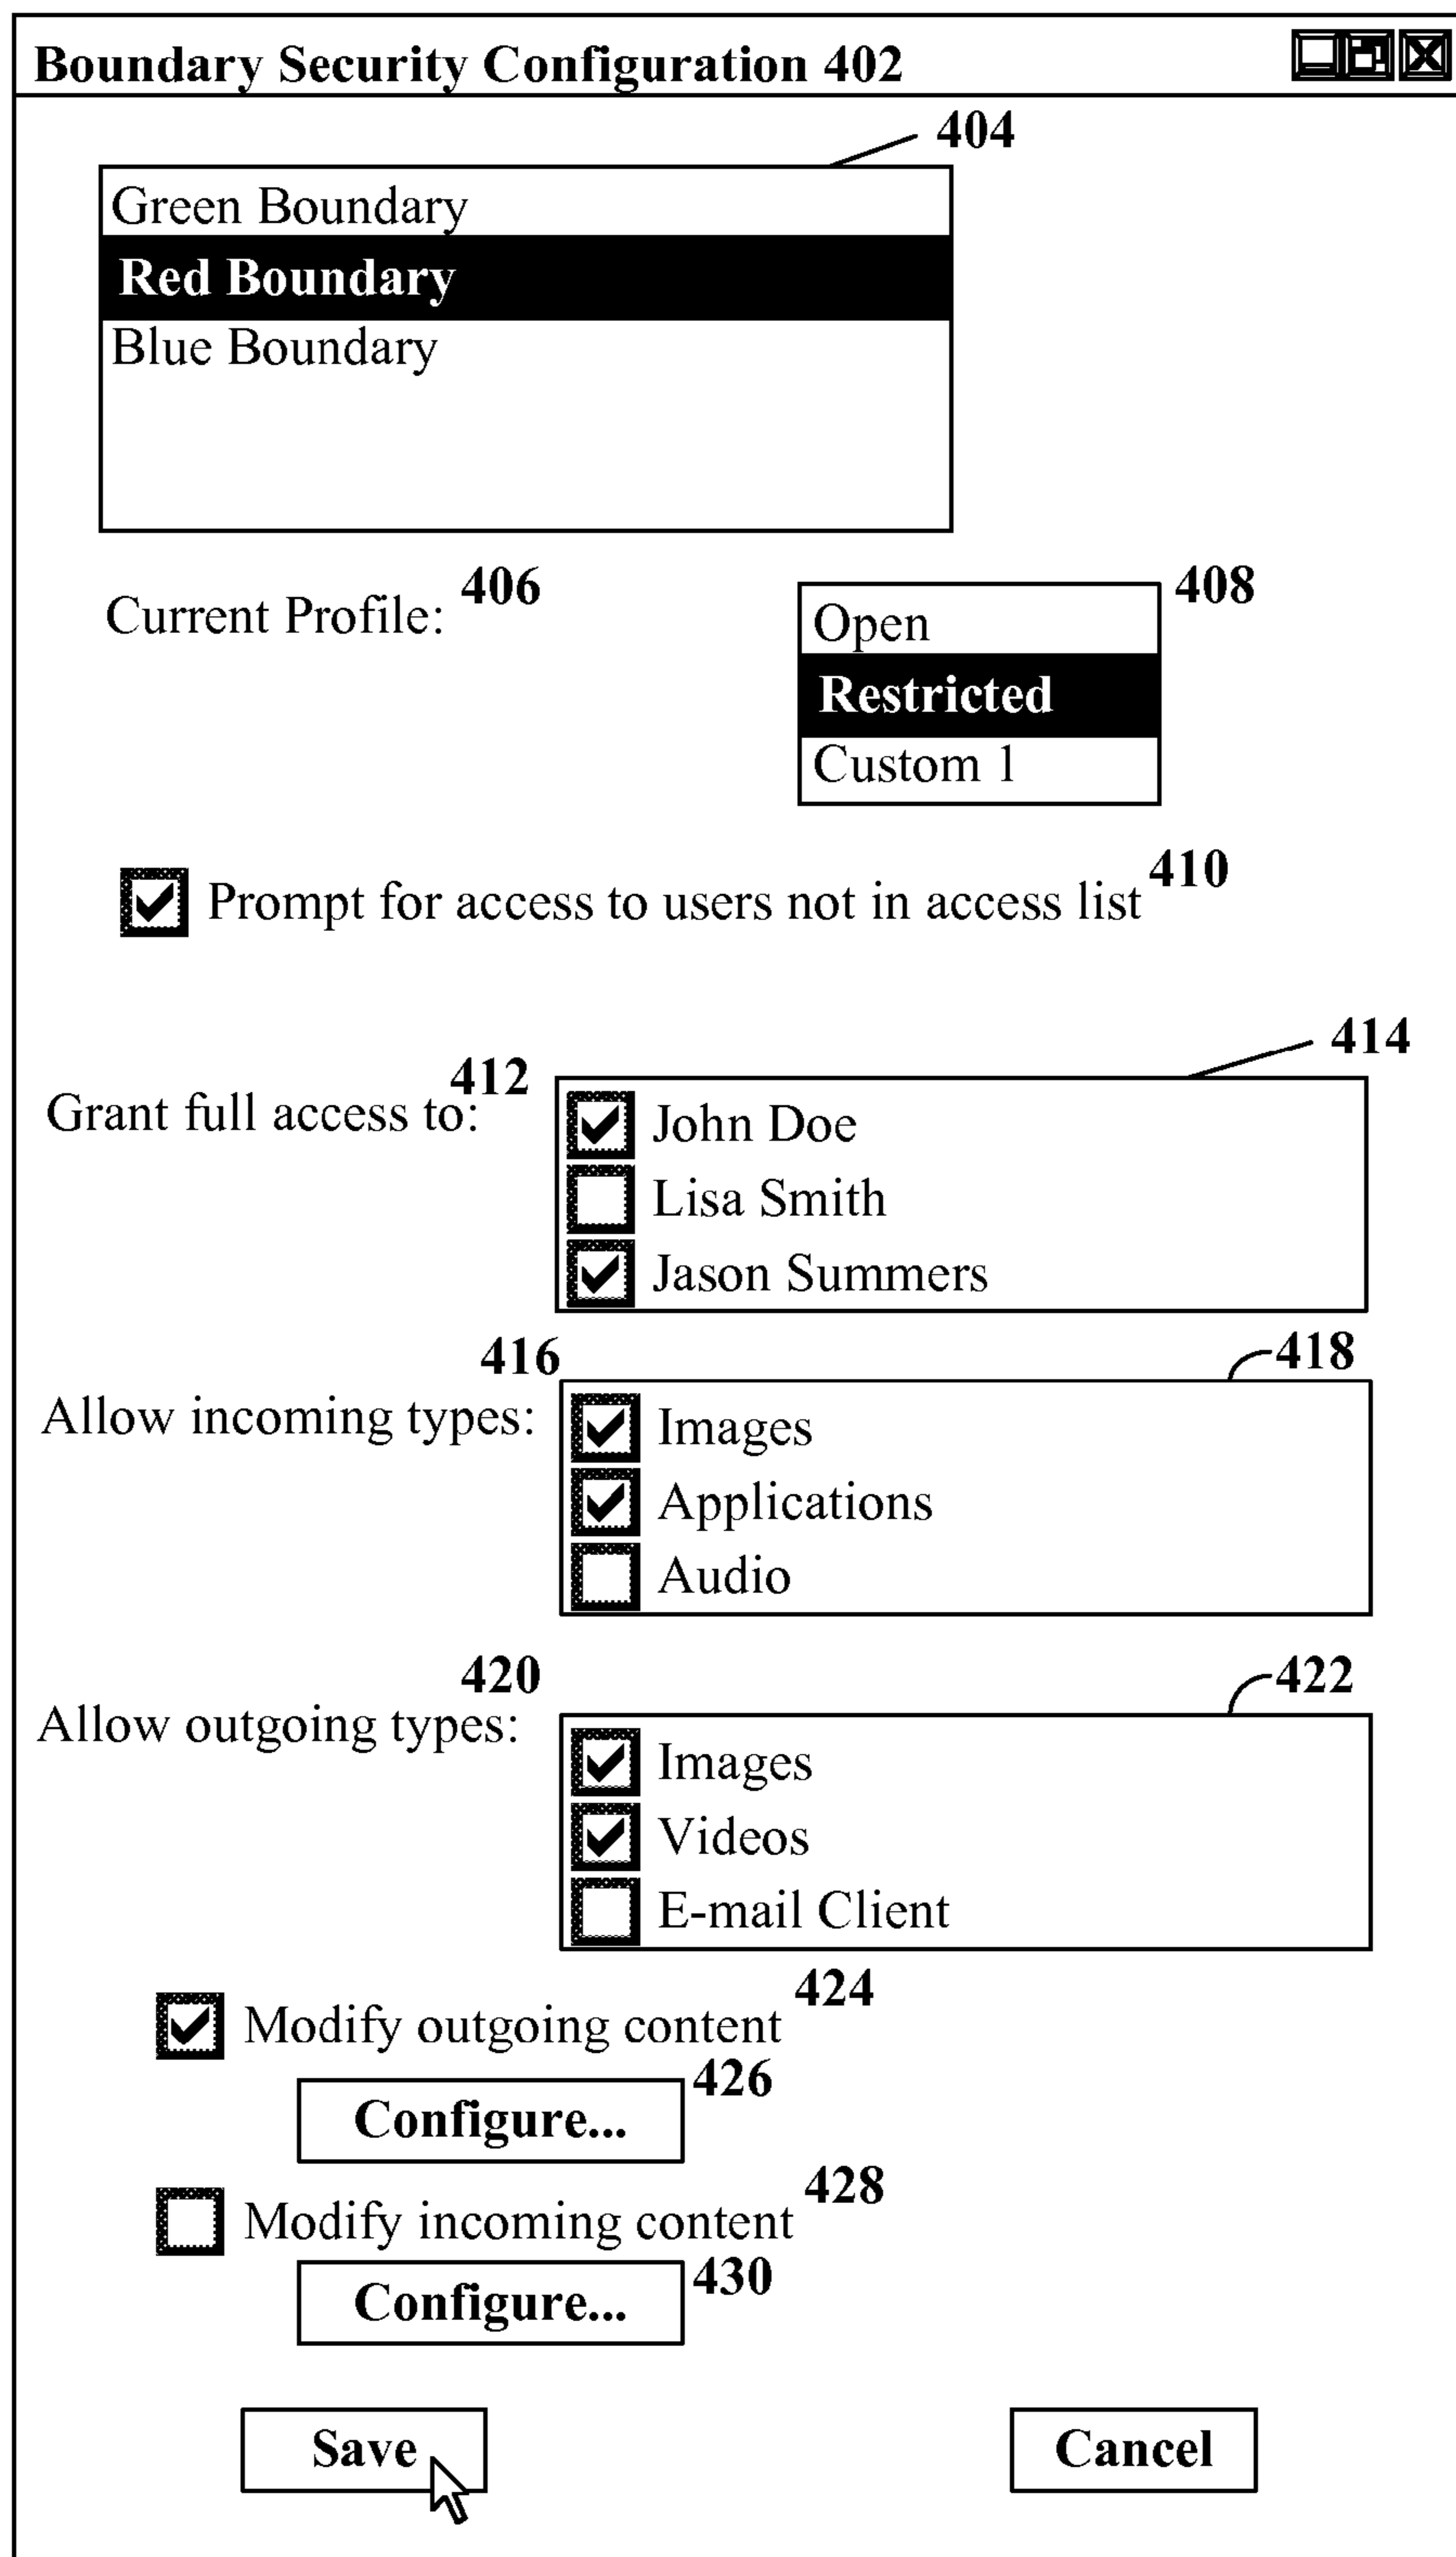 Boundary Security Configuration 402
404
Green Boundary
Red Boundary
Blue Boundary
Current Profile: 406
408
Open
Restricted
Custom 1
Prompt for access to users not in access list 410
414
Grant full access to: 412
John Doe
Lisa Smith
Jason Summers
416
418
Allow incoming types:
Images
Applications
Audio
420
422
Allow outgoing types:
Images
Videos
E-mail Client
Modify outgoing content 424
Configure... 426
Modify incoming content 428
Configure... 430
Save
Cancel